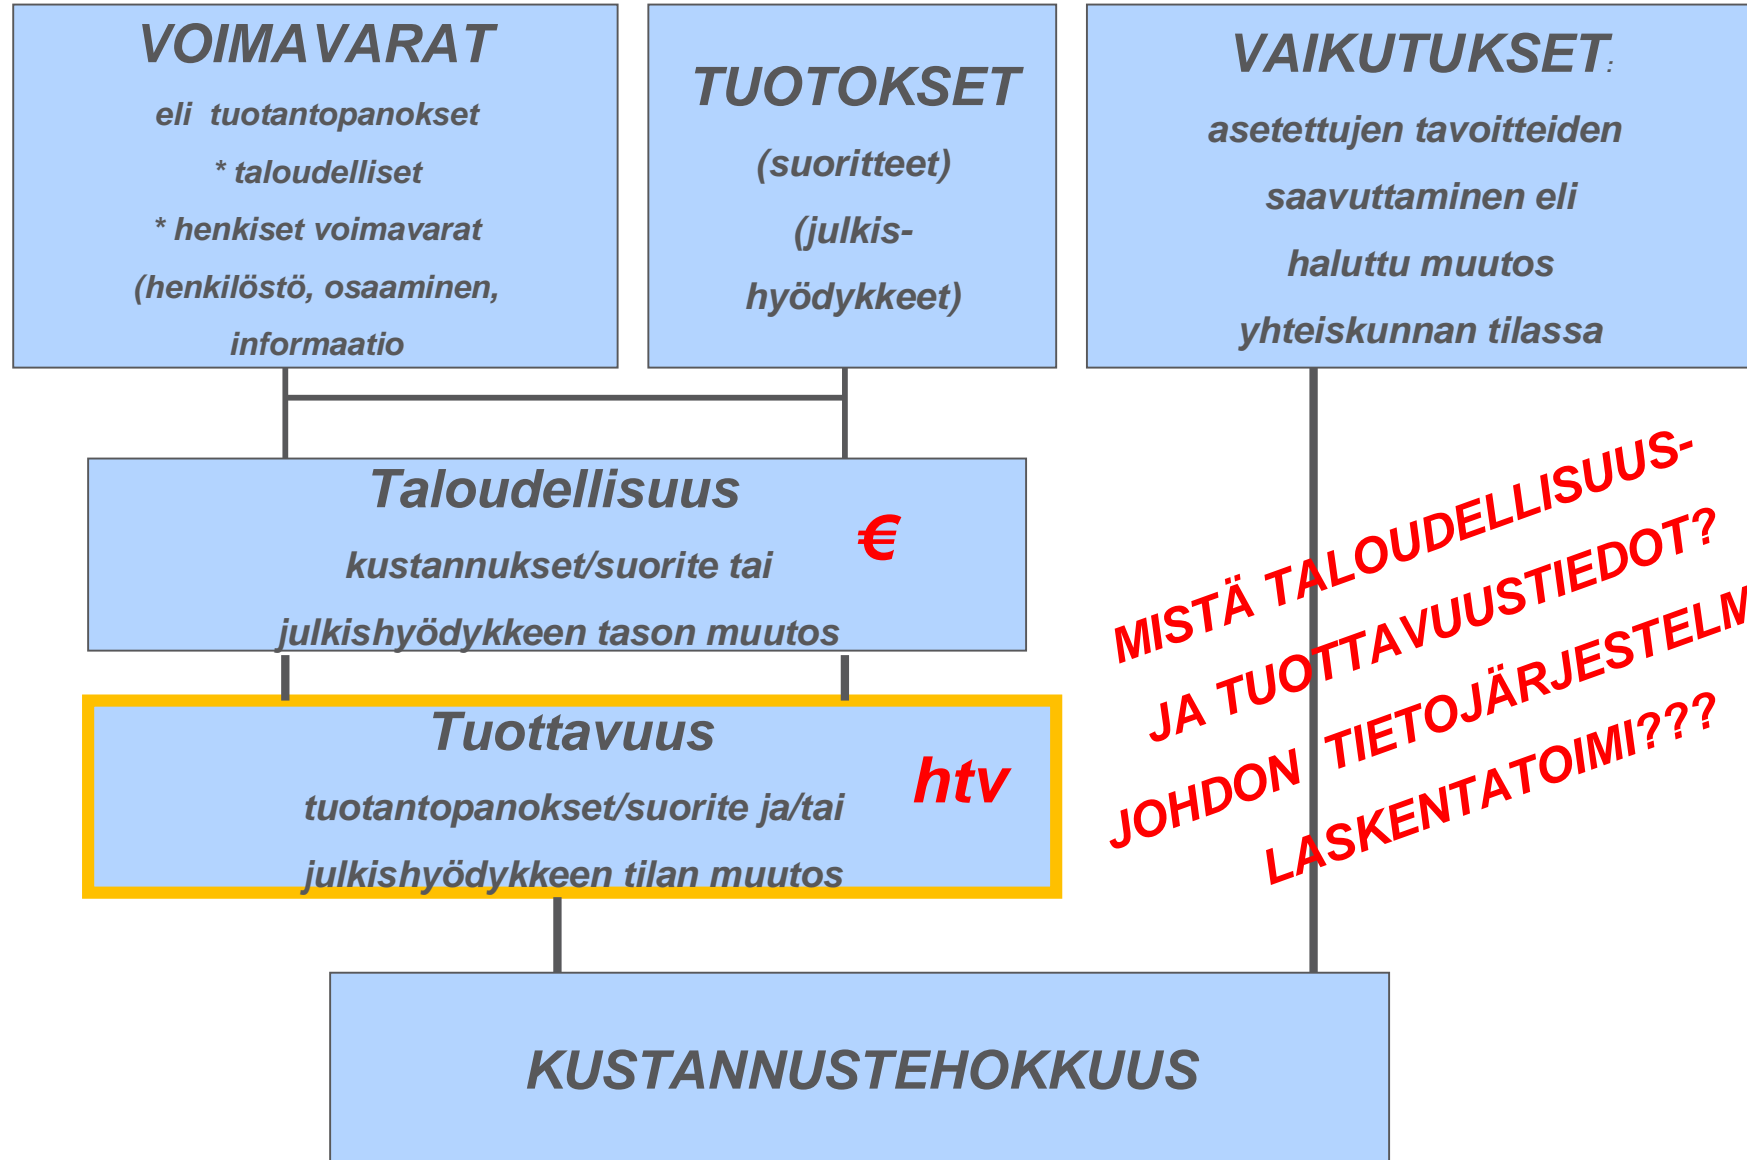 VOIMAVARAT
eli tuotantopanokset
* taloudelliset
* henkiset voimavarat
(henkilöstö, osaaminen,
informaatio
TUOTOKSET
(suoritteet)
(julkis-
hyödykkeet)
VAIKUTUKSET:
asetettujen tavoitteiden
saavuttaminen eli
haluttu muutos
yhteiskunnan tilassa
Taloudellisuus
€
kustannukset/suorite tai
julkishyödykkeen tason muutos
Tuottavuus
htv
tuotantopanokset/suorite ja/tai
julkishyödykkeen tilan muutos
MISTÄ TALOUDELLISUUS-
JA TUOTTAVUUSTIEDOT?
JOHDON TIETOJÄRJESTELM
LASKENTATOIMI???
KUSTANNUSTEHOKKUUS